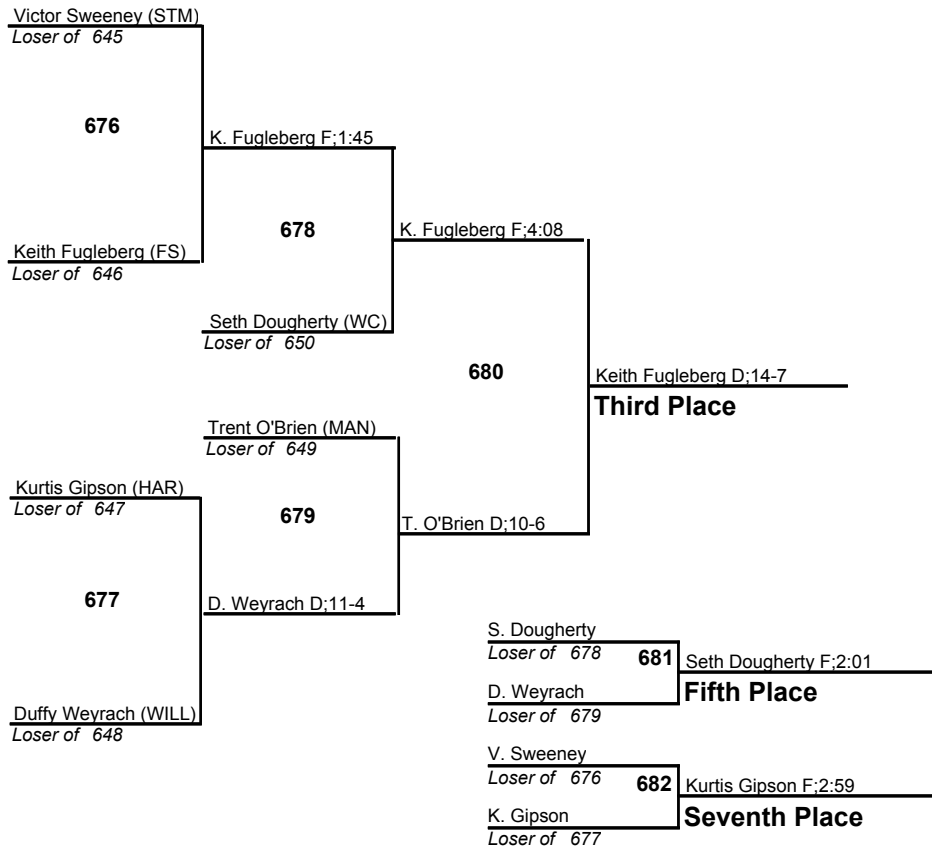 Victor Sweeney (STM)
Loser of 645
676
K. Fugleberg F;1:45
678
K. Fugleberg F;4:08
Keith Fugleberg (FS)
Loser of 646
Seth Dougherty (WC)
Loser of 650
680
Keith Fugleberg D;14-7
Third Place
Trent O'Brien (MAN)
Loser of 649
Kurtis Gipson (HAR)
Loser of 647
679
T. O'Brien D;10-6
677
D. Weyrach D;11-4
Duffy Weyrach (WILL)
Loser of 648
S. Dougherty
Loser of 678
681
Seth Dougherty F;2:01
Fifth Place
D. Weyrach
Loser of 679
V. Sweeney
Loser of 676
682
Kurtis Gipson F;2:59
Seventh Place
K. Gipson
Loser of 677